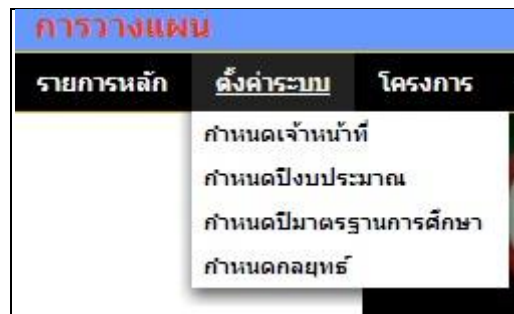 การวางแผน
รายการหลัก ตั้งค่าระบบ โครงการ
กำหนดเจ้าหน้าที่
กำหนดปีงบประมาณ
กำหนดปีมาตรฐานการศึกษา
กำหนดกลยุทธ์